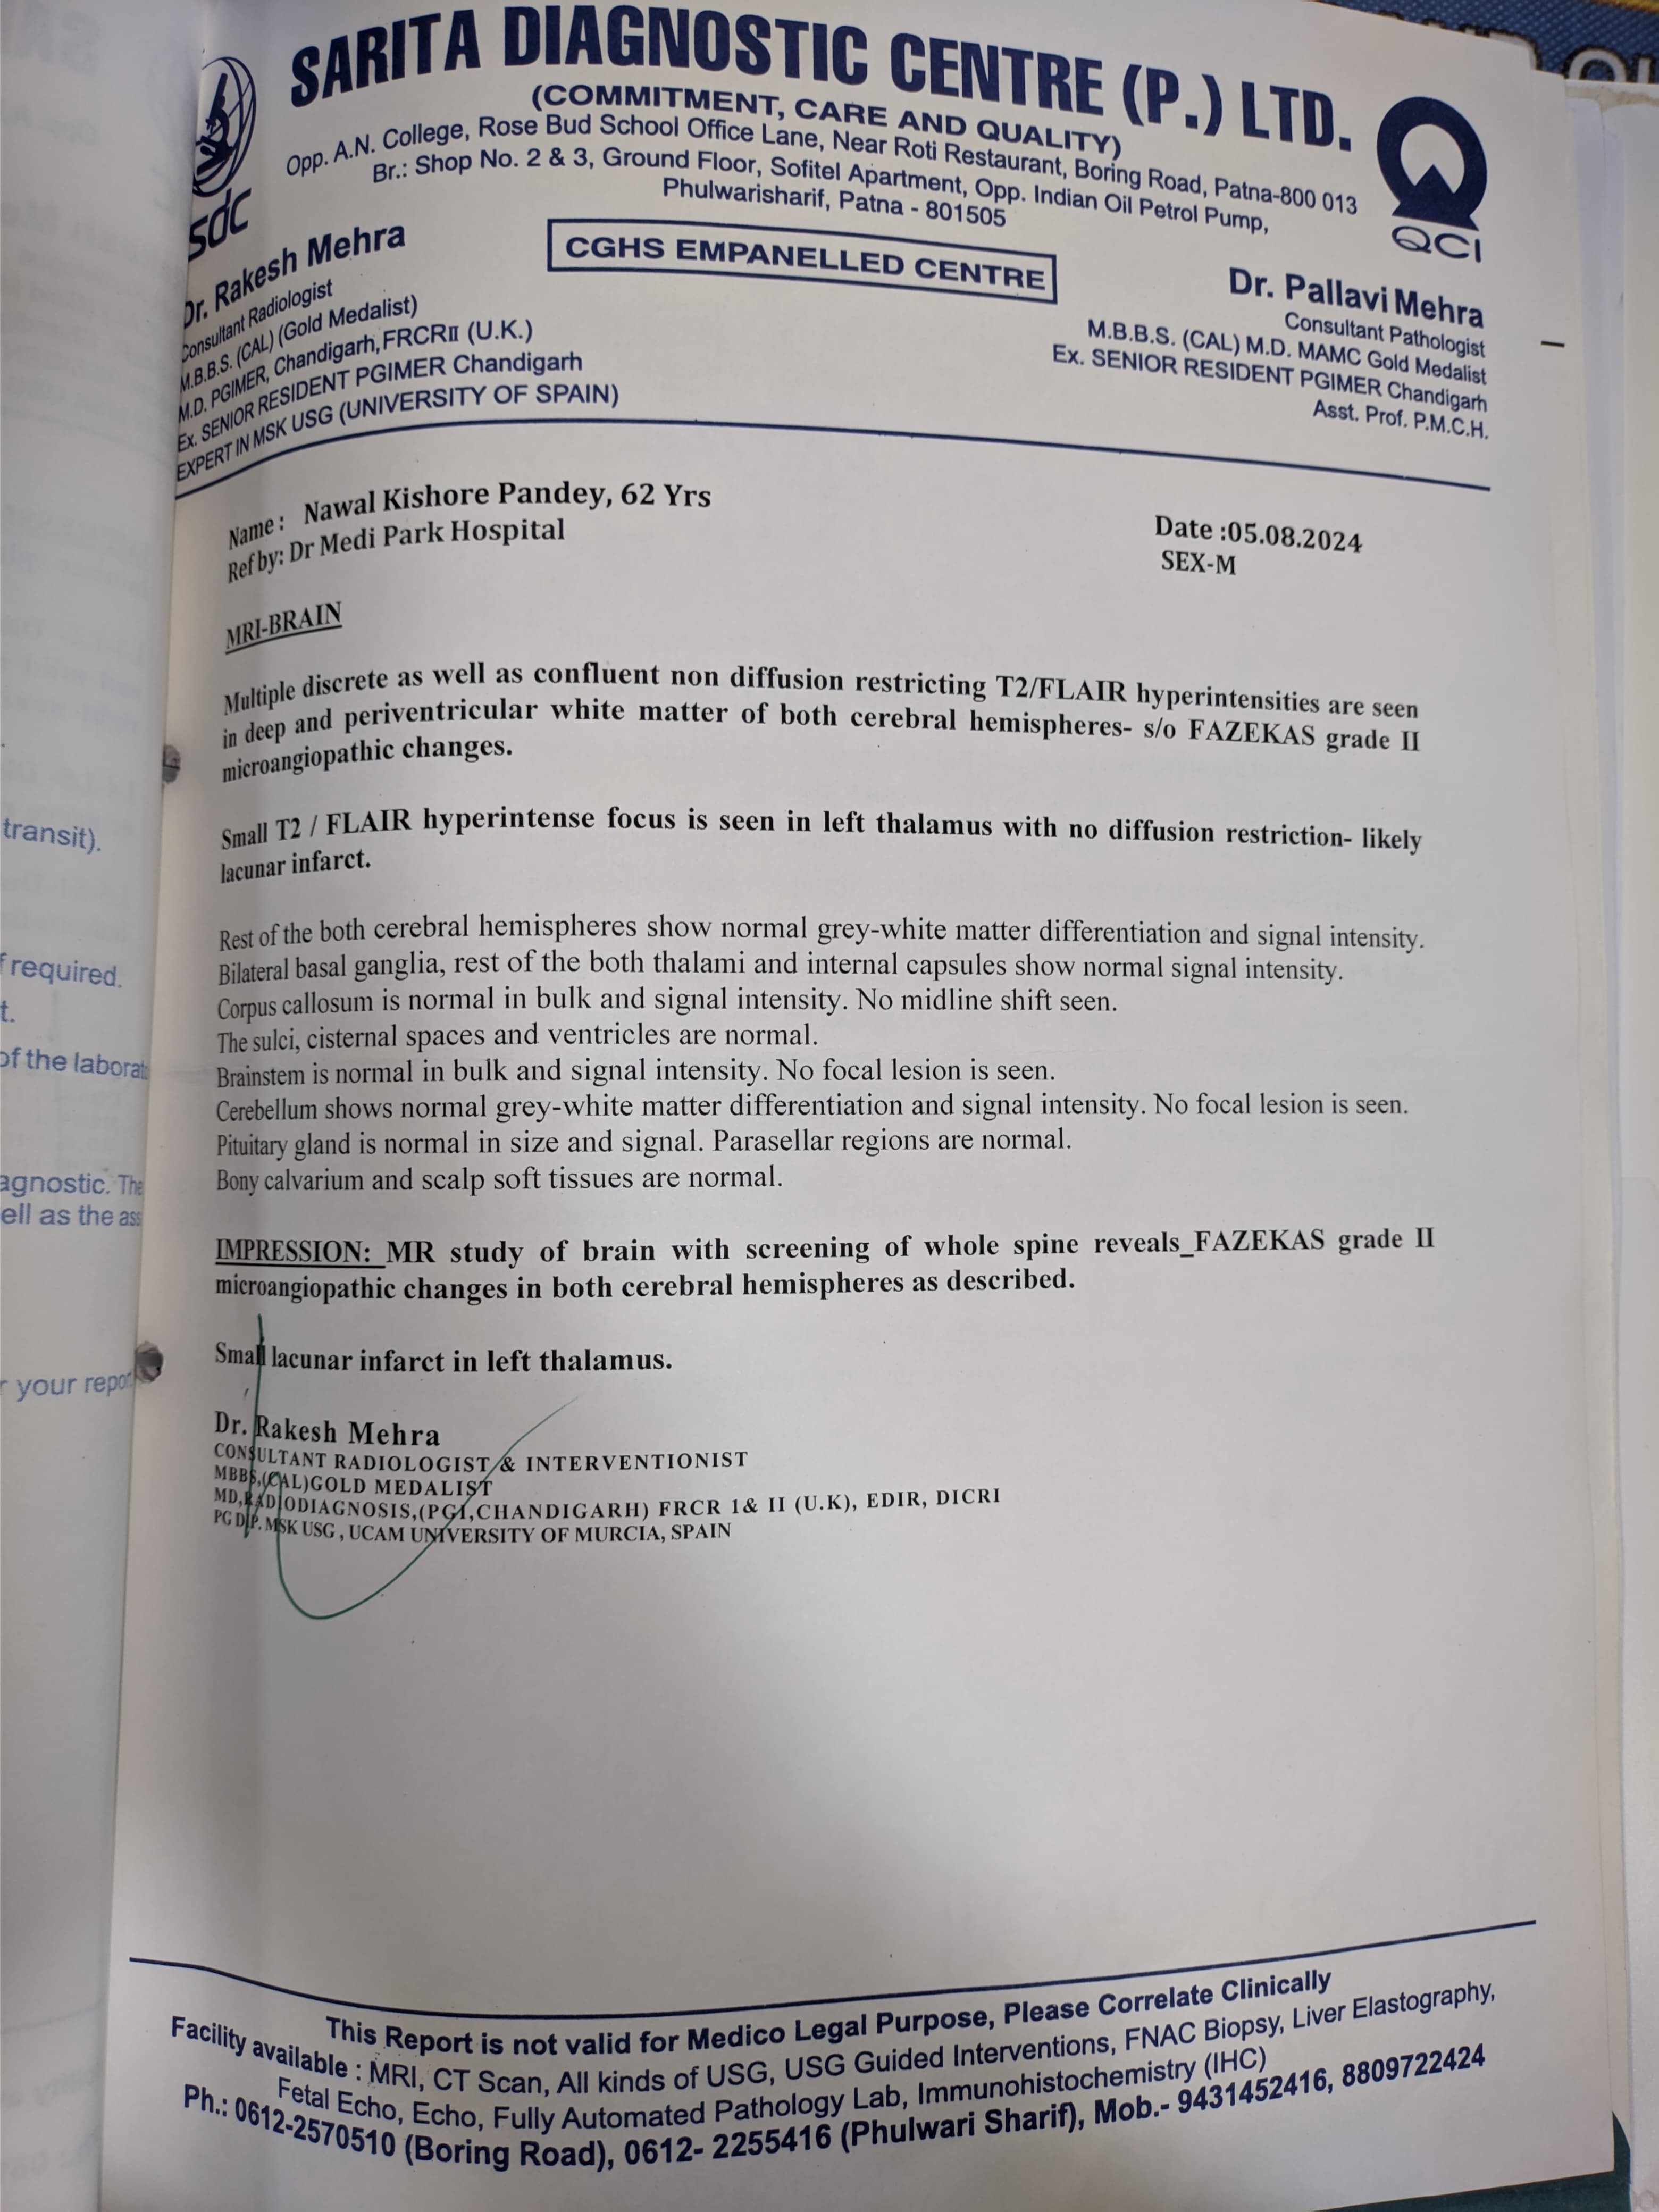 SARITA DIAGNOSTIC CENTRE (P.) LTD.
(COMMITMENT, CARE AND QUALITY)
Opp. A.N. College, Rose Bud School Office Lane, Near Roti Restaurant, Boring Road, Patna-800 013
Br.: Shop No. 2 & 3, Ground Floor, Sofitel Apartment, Opp. Indian Oil Petrol Pump,
Phulwarisharif, Patna - 801505
sdc
QCI
CGHS EMPANELLED CENTRE
Dr. Rakesh Mehra
Consultant Radiologist
M.B.B.S. (CAL) (Gold Medalist)
M.D. PGIMER, Chandigarh, FRCRII (U.K.)
Ex. SENIOR RESIDENT PGIMER Chandigarh
EXPERT IN MSK USG (UNIVERSITY OF SPAIN)
Dr. Pallavi Mehra
Consultant Pathologist
M.B.B.S. (CAL) M.D. MAMC Gold Medalist
Ex. SENIOR RESIDENT PGIMER Chandigarh
Asst. Prof. P.M.C.H.
Name : Nawal Kishore Pandey, 62 Yrs
Ref by: Dr Medi Park Hospital
Date :05.08.2024
SEX-M
MRI-BRAIN
Multiple discrete as well as confluent non diffusion restricting T2/FLAIR hyperintensities are seen
in deep and periventricular white matter of both cerebral hemispheres- s/o FAZEKAS grade II
microangiopathic changes.
Small T2 / FLAIR hyperintense focus is seen in left thalamus with no diffusion restriction- likely
lacunar infarct.
Rest of the both cerebral hemispheres show normal grey-white matter differentiation and signal intensity.
Bilateral basal ganglia, rest of the both thalami and internal capsules show normal signal intensity.
Corpus callosum is normal in bulk and signal intensity. No midline shift seen.
The sulci, cisternal spaces and ventricles are normal.
Brainstem is normal in bulk and signal intensity. No focal lesion is seen.
Cerebellum shows normal grey-white matter differentiation and signal intensity. No focal lesion is seen.
Pituitary gland is normal in size and signal. Parasellar regions are normal.
Bony calvarium and scalp soft tissues are normal.
IMPRESSION: MR study of brain with screening of whole spine reveals_FAZEKAS grade II
microangiopathic changes in both cerebral hemispheres as described.
Small lacunar infarct in left thalamus.
Dr. Rakesh Mehra
CONSULTANT RADIOLOGIST & INTERVENTIONIST
MBBS,(CAL)GOLD MEDALIST
MD,RADIODIAGNOSIS,(PGI,CHANDIGARH) FRCR 1& II (U.K), EDIR, DICRI
PG DIP. MSK USG , UCAM UNIVERSITY OF MURCIA, SPAIN
This Report is not valid for Medico Legal Purpose, Please Correlate Clinically
Facility available : MRI, CT Scan, All kinds of USG, USG Guided Interventions, FNAC Biopsy, Liver Elastography,
Fetal Echo, Echo, Fully Automated Pathology Lab, Immunohistochemistry (IHC)
Ph.: 0612-2570510 (Boring Road), 0612- 2255416 (Phulwari Sharif), Mob.- 9431452416, 8809722424
transit).
required.
t.
of the
agnostic.
ell as the
your